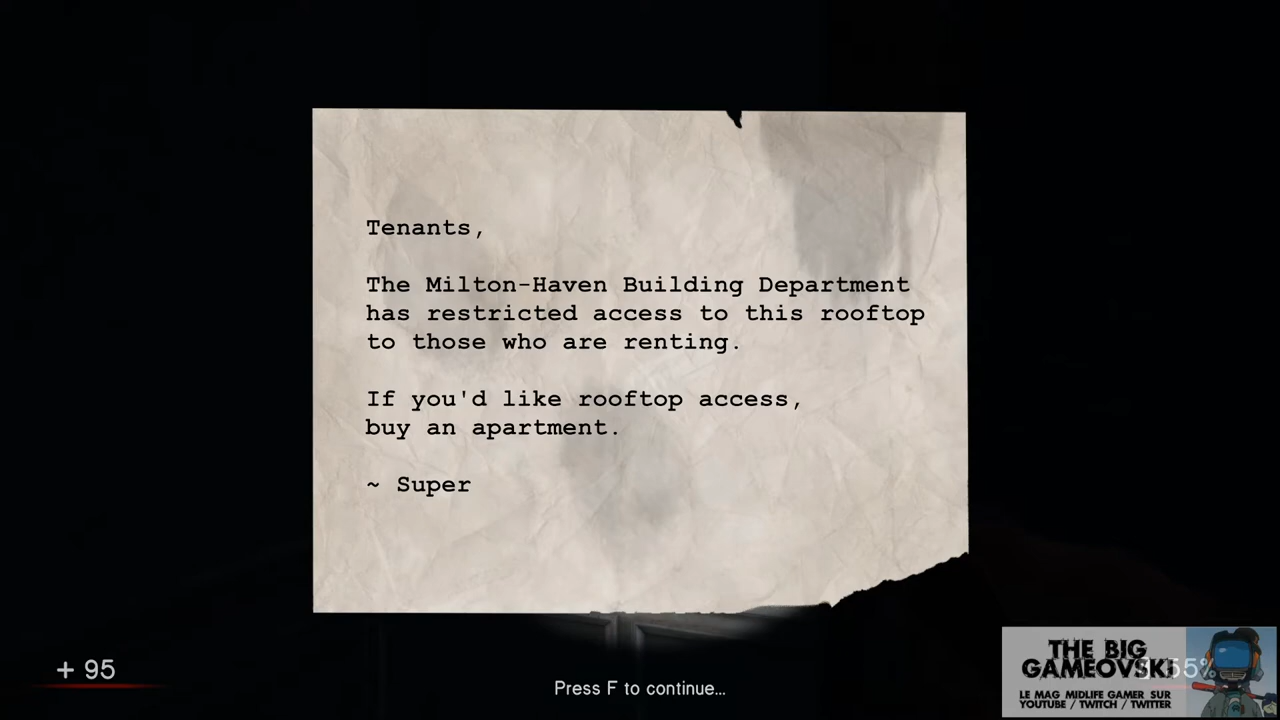 Tenants,
The Milton-Haven Building Department
has restricted access to this rooftop
to those who are renting.
If you'd like rooftop access,
buy an apartment.
~ Super
+ 95
Press F to continue...
THE BIG
GAMEOVSKI
55%
LE MAG MIDLIFE GAMER SUR
YOUTUBE / TWITCH / TWITTER